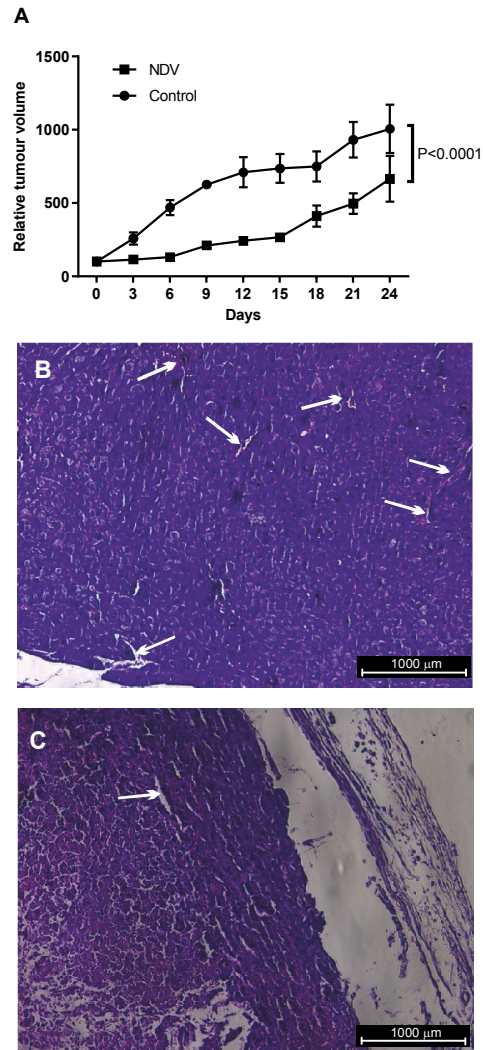 A
1500
1000
500
0
Relative tumour volume
NDV
Control
P<0.0001
0 3 6 9 12 15 18 21 24
Days
B
1000 μm
C
1000 μm